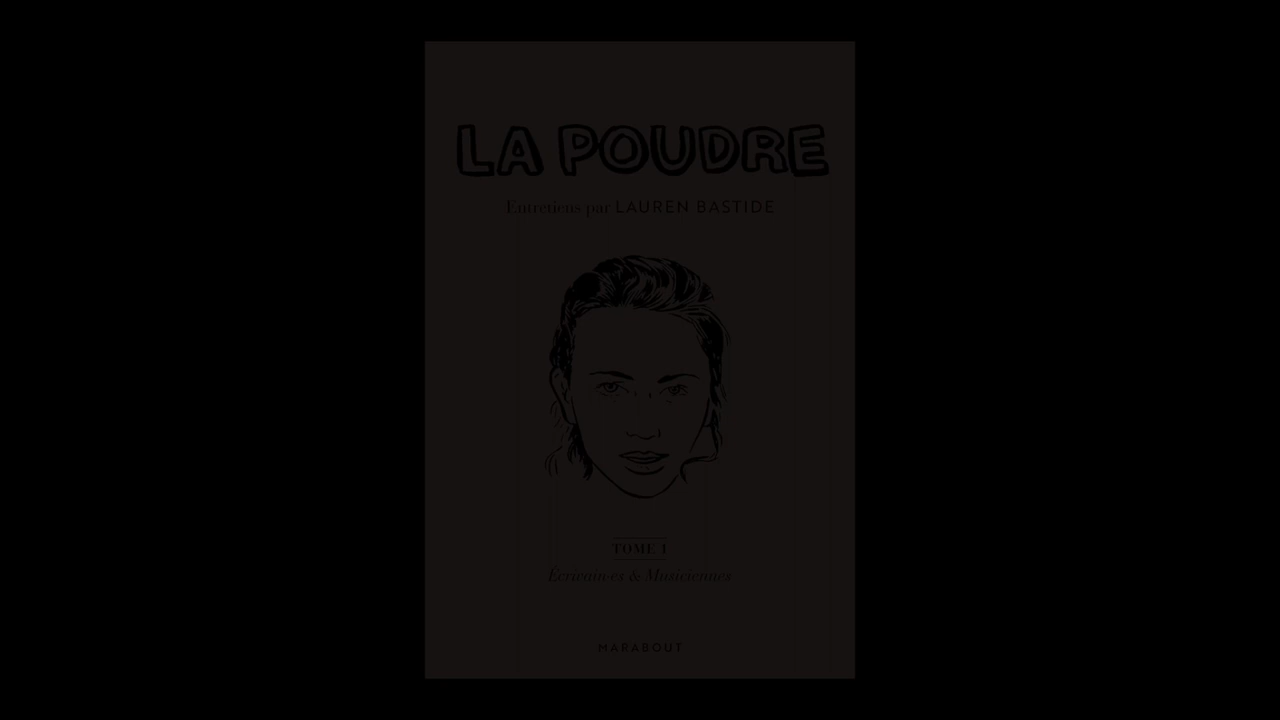 LA POUDRE
Entretiens par LAUREN BASTIDE
TOME 1
Écrivain·es & Musiciennes
MARABOUT